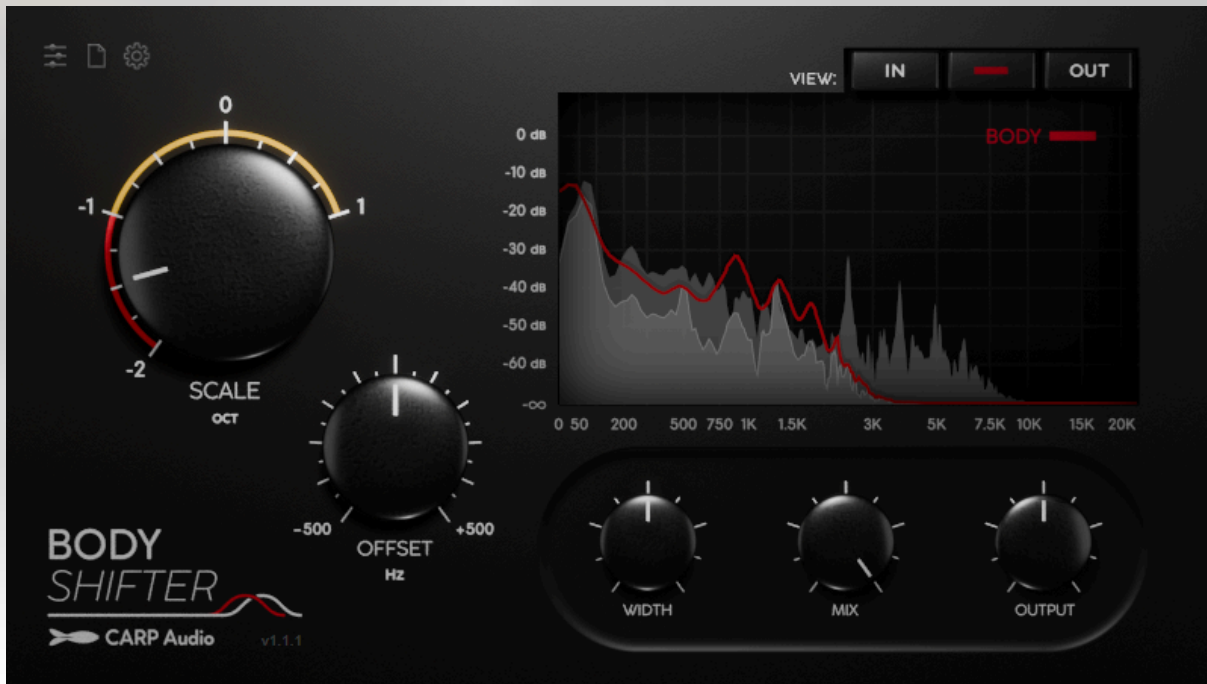 VIEW: IN OUT
0
-1
1
-2
SCALE
OCT
BODY
0 dB
-10 dB
-20 dB
-30 dB
-40 dB
-50 dB
-60 dB
-∞
0 50 200 500 750 1K 1.5K 3K 5K 7.5K 10K 15K 20K
-500
+500
OFFSET
Hz
WIDTH
MIX
OUTPUT
BODY
SHIFTER
CARP Audio
v1.1.1